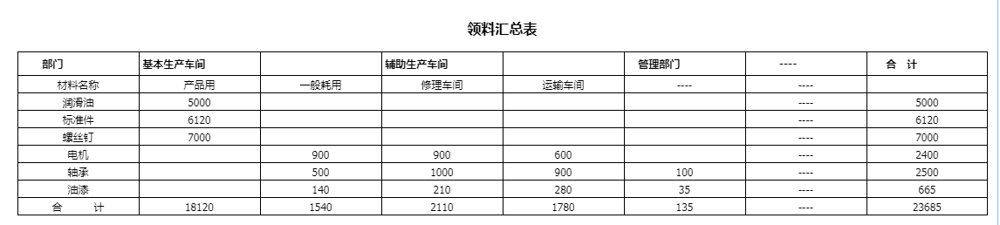 领料汇总表
部门 基本生产车间 辅助生产车间 管理部门 ---- 合 计
材料名称 产品用 一般耗用 修理车间 运输车间 ---- ----
润滑油 5000 ---- 5000
标准件 6120 ---- 6120
螺丝钉 7000 ---- 7000
电机 900 900 600 ---- 2400
轴承 500 1000 900 100 ---- 2500
油漆 140 210 280 35 ---- 665
合 计 18120 1540 2110 1780 135 ---- 23685